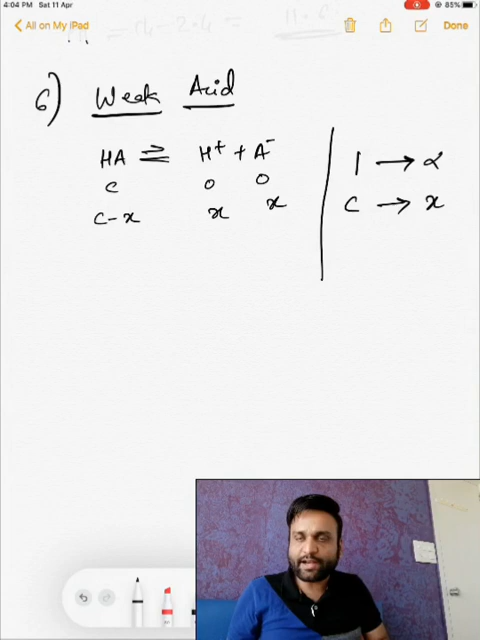 4:04 PM Sat 11 Apr 85%
All on My iPad Done
6) Weak Acid
HA ⇌ H+ + A-
c 0 0
c-x x x
1 → α
c → x